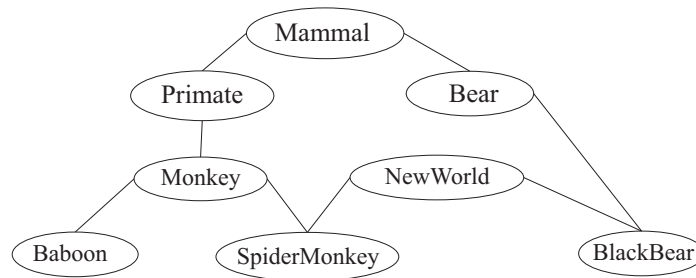 Mammal
Primate
Bear
Monkey
NewWorld
Baboon
SpiderMonkey
BlackBear